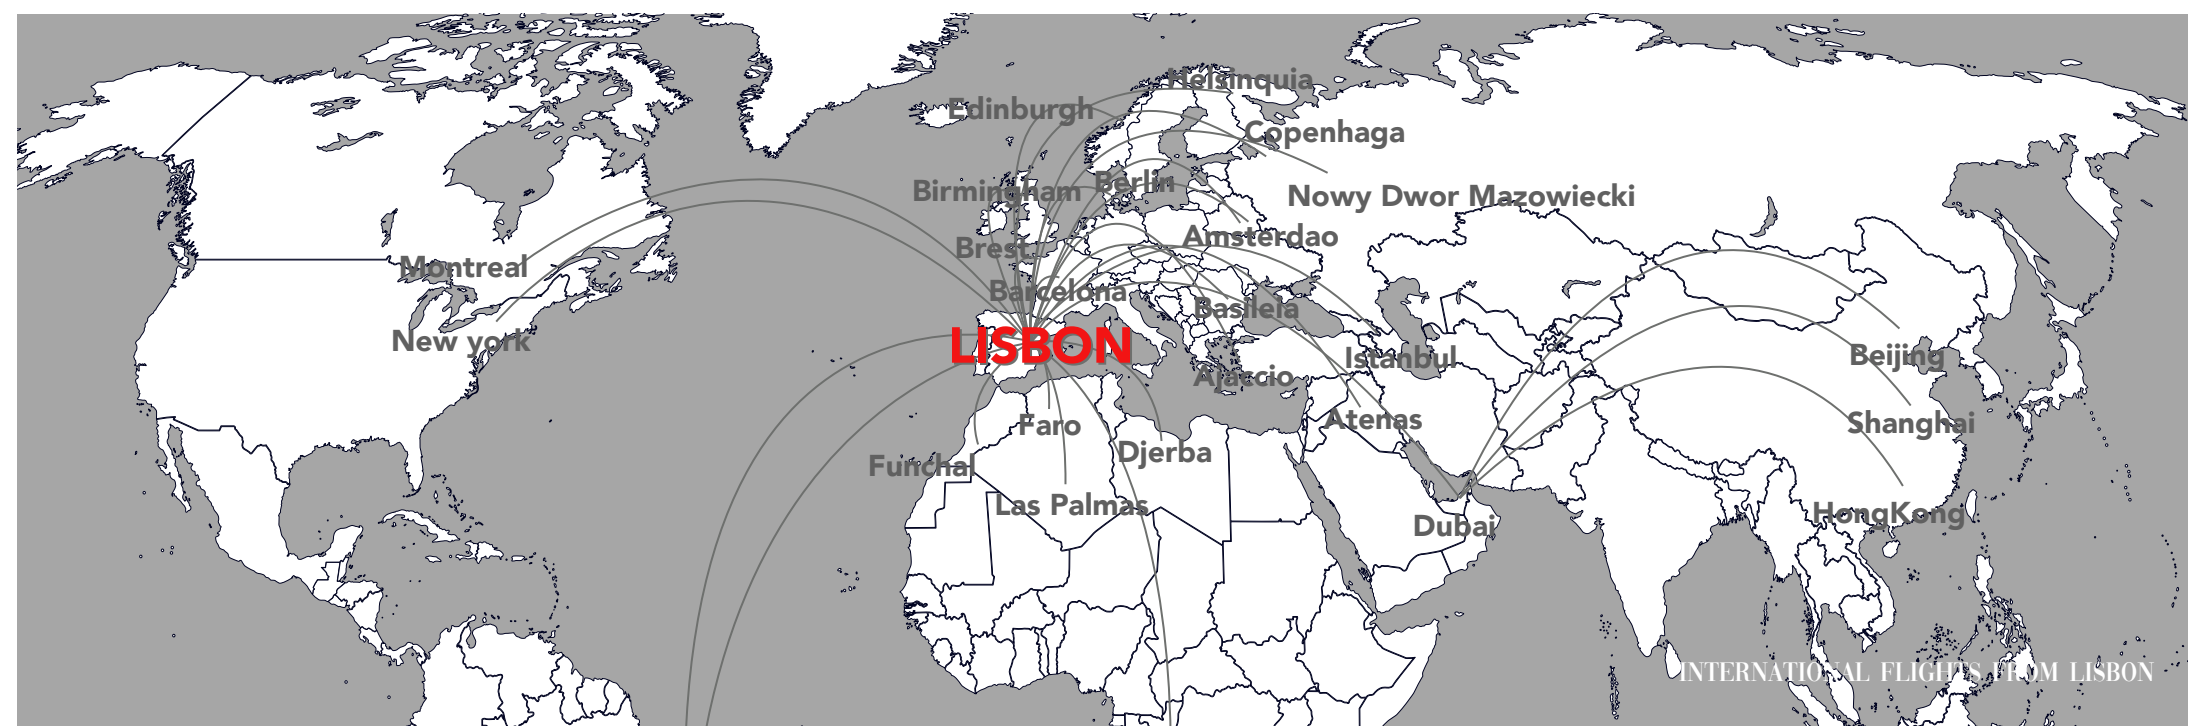 Helsinquia
Edinburgh
Copenhaga
Birmingham
Berlin
Nowy Dwor Mazowiecki
Brest
Amsterdao
Montreal
Barcelona
Basileia
New york
LISBON
Istanbul
Beijing
Ajaccio
Faro
Atenas
Shanghai
Djerba
Funchal
Las Palmas
Dubai
HongKong
INTERNATIONAL FLIGHTS FROM LISBON